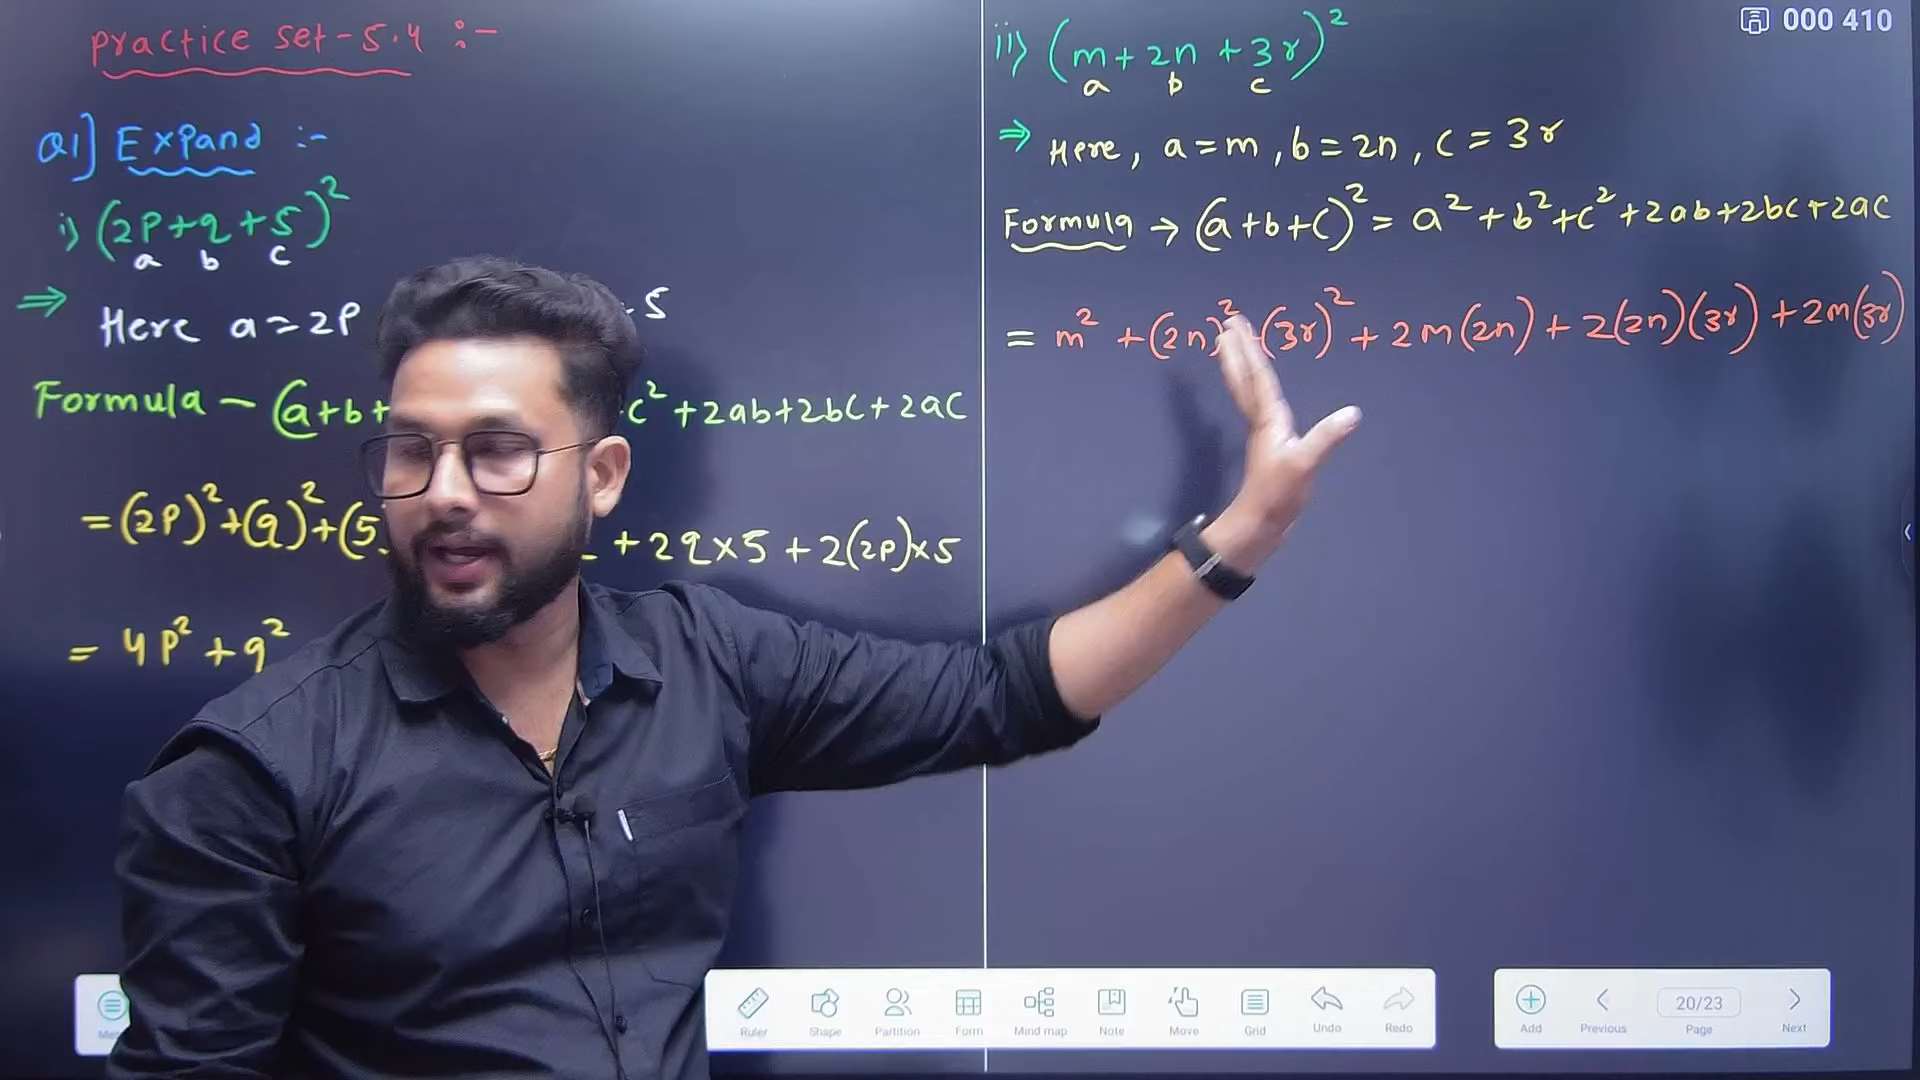 Practice set-5.4 :-
Q1] Expand :-
i) (2p+q+5)²
a b c
⇒ Here a=2p 5
Formula - (a+b+ c²+2ab+2bc+2ac
=(2p)²+(q)²+(5 +2q×5+2(2p)×5
= 4p²+q²
ii) (m+2n+3r)²
a b c
⇒ Here, a=m, b=2n, c=3r
Formula → (a+b+c)²= a²+b²+c²+2ab+2bc+2ac
= m²+(2n)² (3r)²+2m(2n)+2(2n)(3r)+2m(3r)
000 410
Ruler Shape Partition Form Mind map Note Move Grid Undo Redo
Add Previous 20/23 Page Next